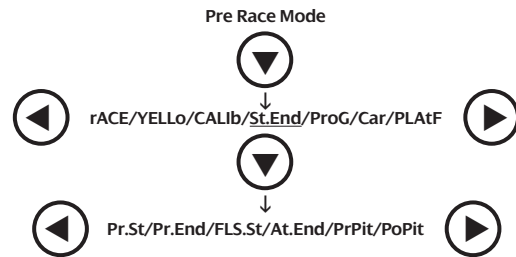 Pre Race Mode
rACE/YELLo/CALIb/St.End/ProG/Car/PLAtF
Pr.St/Pr.End/FLS.St/At.End/PrPit/PoPit